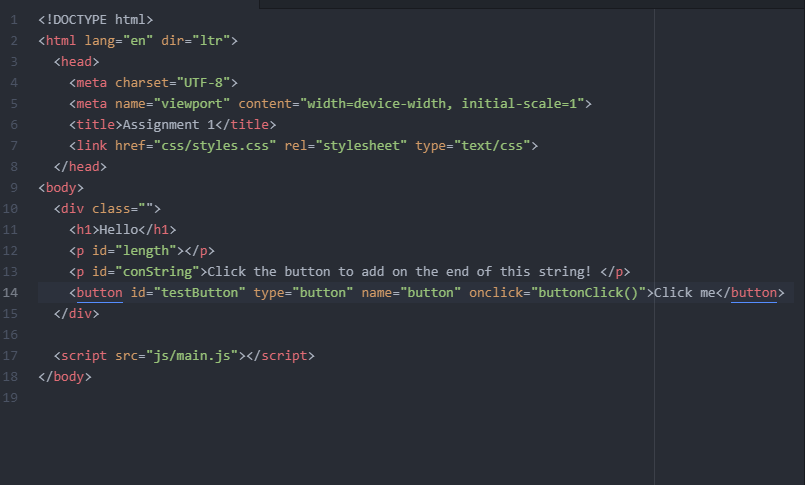 1 <!DOCTYPE html>
2 <html lang="en" dir="ltr">
3   <head>
4     <meta charset="UTF-8">
5     <meta name="viewport" content="width=device-width, initial-scale=1">
6     <title>Assignment 1</title>
7     <link href="css/styles.css" rel="stylesheet" type="text/css">
8   </head>
9 <body>
10   <div class="">
11     <h1>Hello</h1>
12     <p id="length"></p>
13     <p id="conString">Click the button to add on the end of this string! </p>
14     <button id="testButton" type="button" name="button" onclick="buttonClick()">Click me</button>
15   </div>
16
17   <script src="js/main.js"></script>
18 </body>
19